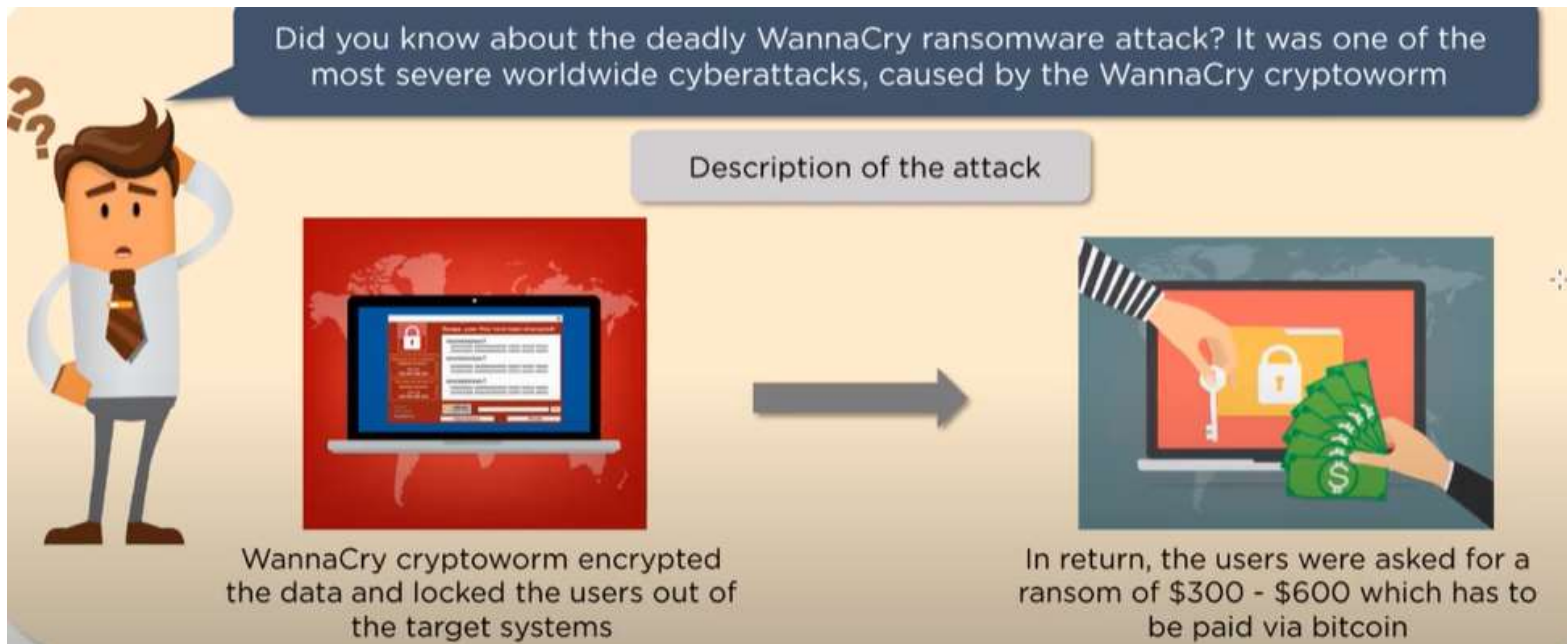 Did you know about the deadly WannaCry ransomware attack? It was one of the
most severe worldwide cyberattacks, caused by the WannaCry cryptoworm
??
Description of the attack
$
WannaCry cryptoworm encrypted
the data and locked the users out of
the target systems
In return, the users were asked for a
ransom of $300 - $600 which has to
be paid via bitcoin